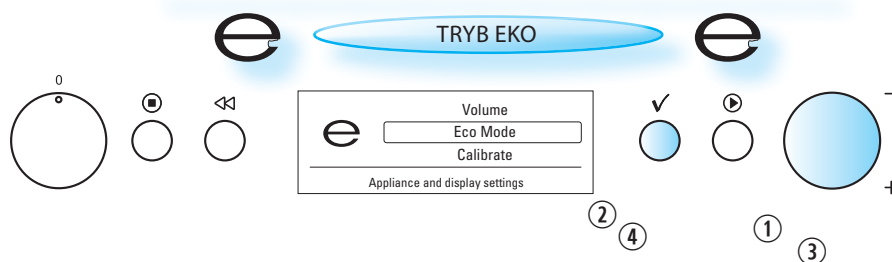 TRYB EKO
0
Volume
Eco Mode
Calibrate
Appliance and display settings
−
+
②
④
①
③